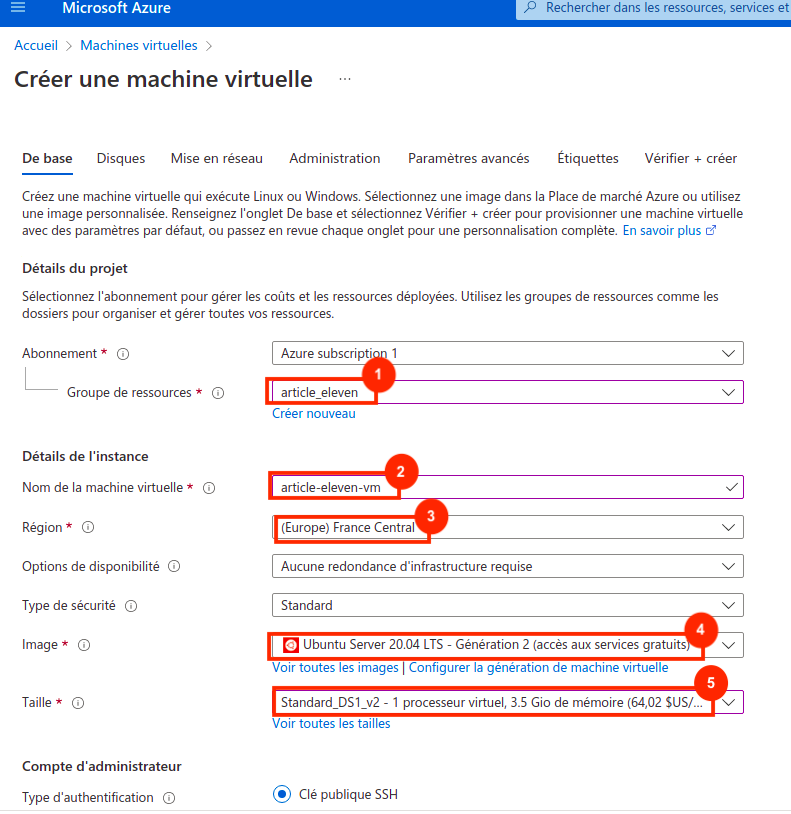 Microsoft Azure
Rechercher dans les ressources, services et
Accueil > Machines virtuelles >
Créer une machine virtuelle ...
De base Disques Mise en réseau Administration Paramètres avancés Étiquettes Vérifier + créer
Créez une machine virtuelle qui exécute Linux ou Windows. Sélectionnez une image dans la Place de marché Azure ou utilisez
une image personnalisée. Renseignez l'onglet De base et sélectionnez Vérifier + créer pour provisionner une machine virtuelle
avec des paramètres par défaut, ou passez en revue chaque onglet pour une personnalisation complète. En savoir plus
Détails du projet
Sélectionnez l'abonnement pour gérer les coûts et les ressources déployées. Utilisez les groupes de ressources comme les
dossiers pour organiser et gérer toutes vos ressources.
Abonnement * Azure subscription 1
1
Groupe de ressources * article_eleven
Créer nouveau
Détails de l'instance
2
Nom de la machine virtuelle * article-eleven-vm
3
Région * (Europe) France Central
Options de disponibilité Aucune redondance d'infrastructure requise
Type de sécurité Standard
4
Image * Ubuntu Server 20.04 LTS - Génération 2 (accès aux services gratuits)
Voir toutes les images | Configurer la génération de machine virtuelle
5
Taille * Standard_DS1_v2 - 1 processeur virtuel, 3.5 Gio de mémoire (64,02 $US/...
Voir toutes les tailles
Compte d'administrateur
Type d'authentification Clé publique SSH